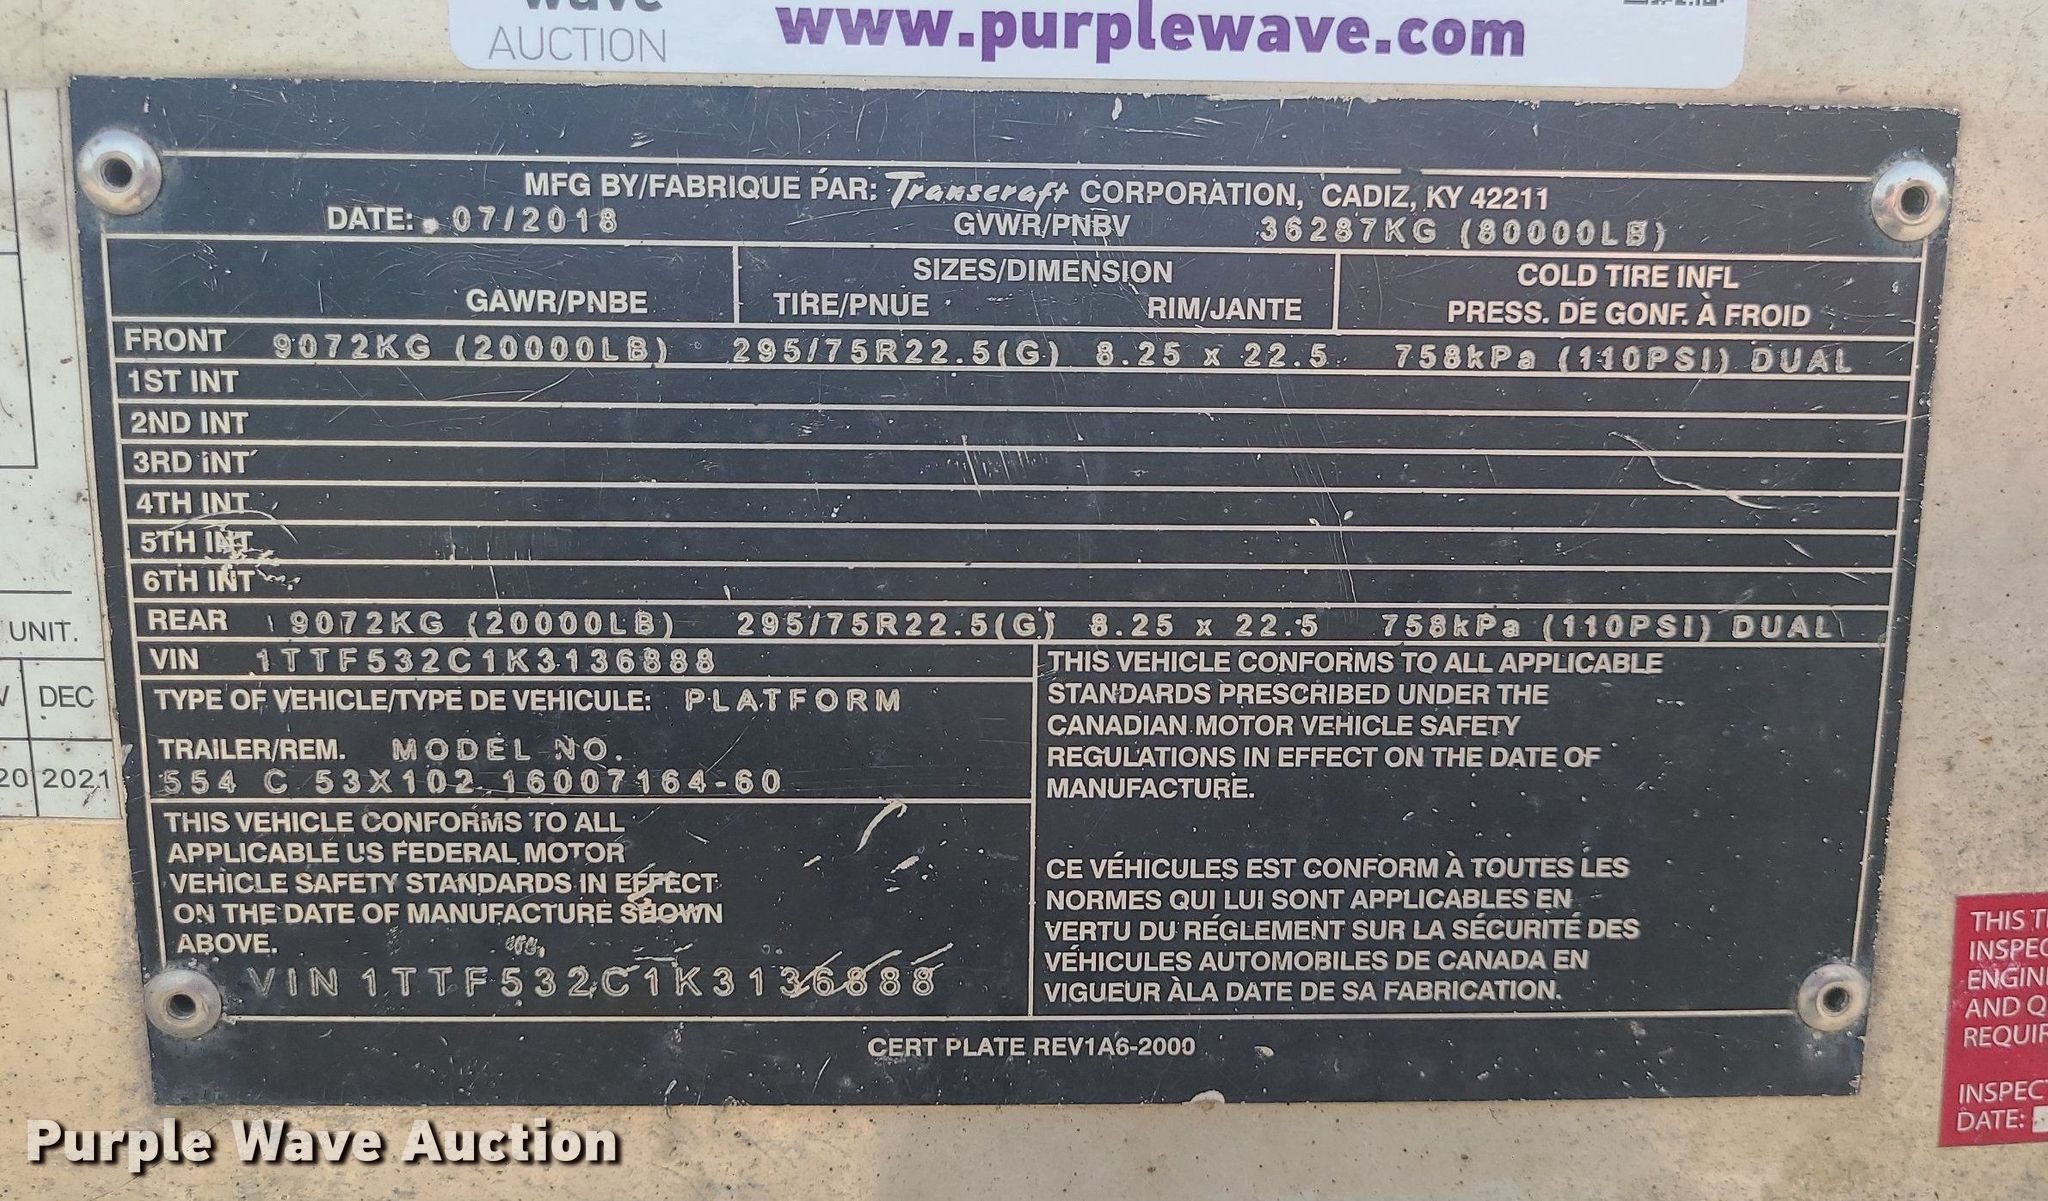 wave
AUCTION
www.purplewave.com
MFG BY/FABRIQUE PAR: Transcraft CORPORATION, CADIZ, KY 42211
DATE: 07/2018 GVWR/PNBV 36287KG (80000LB)
SIZES/DIMENSION COLD TIRE INFL
GAWR/PNBE TIRE/PNUE RIM/JANTE PRESS. DE GONF. À FROID
FRONT 9072KG (20000LB) 295/75R22.5(G) 8.25 x 22.5 758kPa (110PSI) DUAL
1ST INT
2ND INT
3RD INT
4TH INT
5TH INT
6TH INT
REAR 9072KG (20000LB) 295/75R22.5(G) 8.25 x 22.5 758kPa (110PSI) DUAL
VIN 1TTF532C1K3136888
TYPE OF VEHICLE/TYPE DE VEHICULE: PLATFORM
TRAILER/REM. MODEL NO.
554 C 53X102 16007164-60
THIS VEHICLE CONFORMS TO ALL
APPLICABLE US FEDERAL MOTOR
VEHICLE SAFETY STANDARDS IN EFFECT
ON THE DATE OF MANUFACTURE SHOWN
ABOVE.
VIN 1TTF532C1K3136888
THIS VEHICLE CONFORMS TO ALL APPLICABLE
STANDARDS PRESCRIBED UNDER THE
CANADIAN MOTOR VEHICLE SAFETY
REGULATIONS IN EFFECT ON THE DATE OF
MANUFACTURE.
CE VÉHICULES EST CONFORM À TOUTES LES
NORMES QUI LUI SONT APPLICABLES EN
VERTU DU RÉGLEMENT SUR LA SÉCURITÉ DES
VÉHICULES AUTOMOBILES DE CANADA EN
VIGUEUR ÀLA DATE DE SA FABRICATION.
CERT PLATE REV1A6-2000
UNIT.
DEC
20 2021
THIS
INSPEC
ENGIN
AND Q
REQUIR
INSPECT
DATE:
Purple Wave Auction